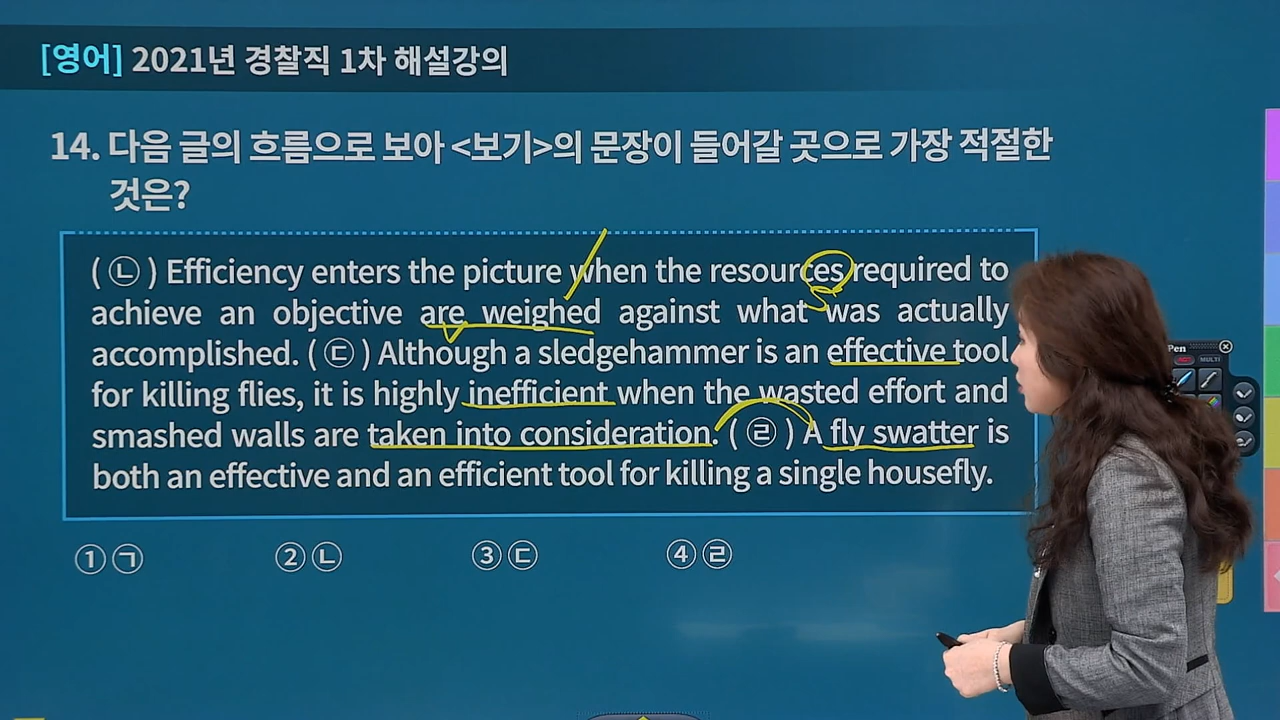 [영어] 2021년 경찰직 1차 해설강의
14. 다음 글의 흐름으로 보아 <보기>의 문장이 들어갈 곳으로 가장 적절한
것은?
( ㉡ ) Efficiency enters the picture when the resources required to
achieve an objective are weighed against what was actually
accomplished. ( ㉢ ) Although a sledgehammer is an effective tool
for killing flies, it is highly inefficient when the wasted effort and
smashed walls are taken into consideration. ( ㉣ ) A fly swatter is
both an effective and an efficient tool for killing a single housefly.
① ㉠ ② ㉡ ③ ㉢ ④ ㉣
Pen
MULTI